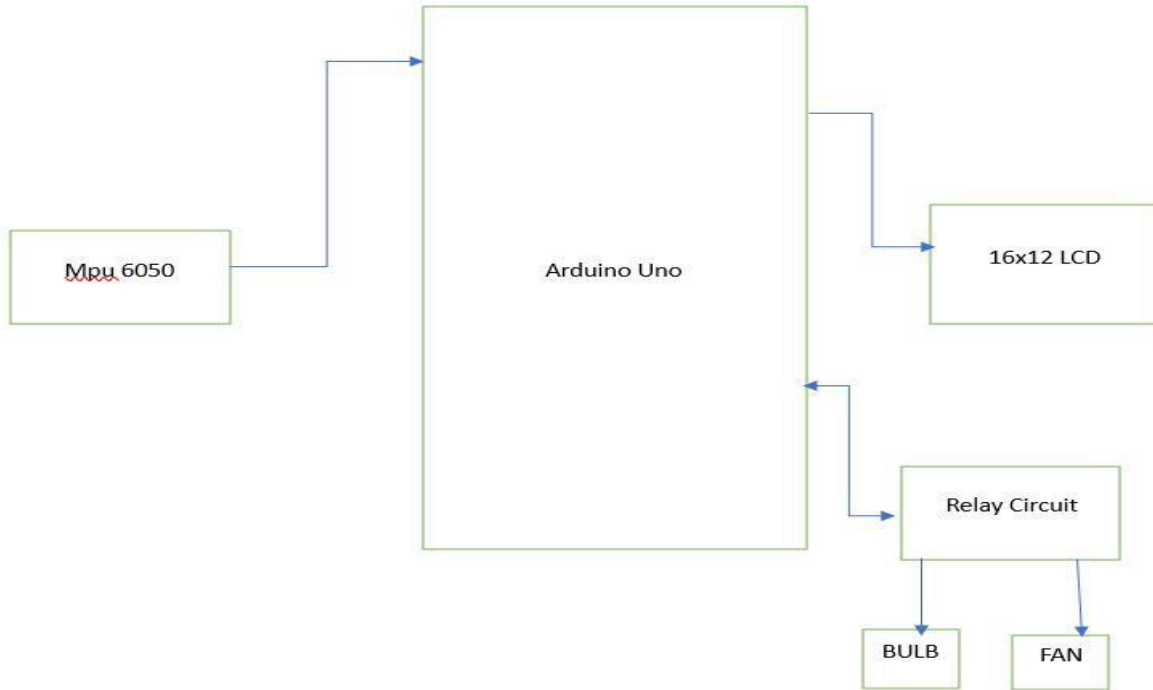 Mpu 6050
Arduino Uno
16x12 LCD
Relay Circuit
BULB
FAN